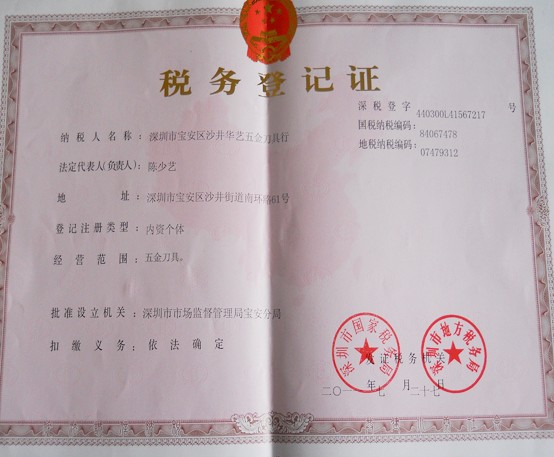 税务登记证
深税登字 440300L41567217 号
国税纳税编码: 84067478
地税纳税编码: 07479312
纳税人名称: 深圳市宝安区沙井华艺五金刀具行
法定代表人(负责人): 陈少艺
地址: 深圳市宝安区沙井街道南环路61号
登记注册类型: 内资个体
经营范围: 五金刀具。
批准设立机关: 深圳市市场监督管理局宝安分局
扣缴义务: 依法确定
深圳市国家税务局
深圳市地方税务局
发证税务机关
二〇一 年 七 月 二十七 日